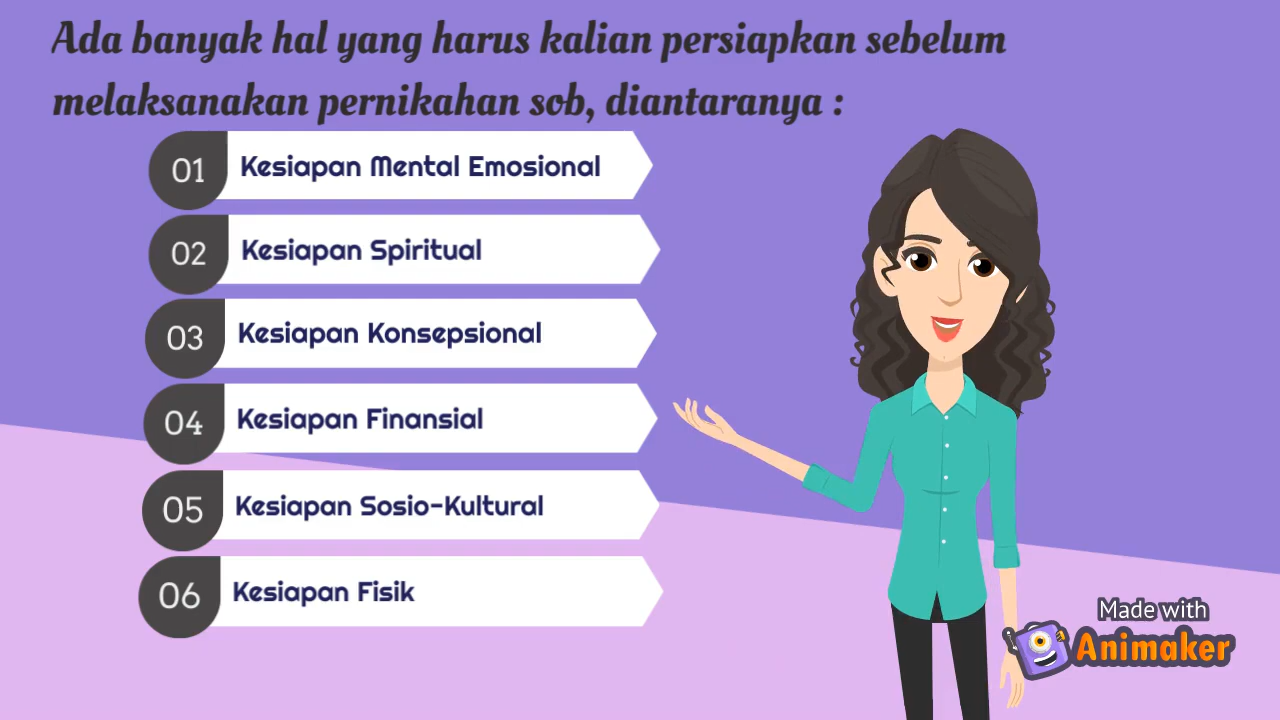 Ada banyak hal yang harus kalian persiapkan sebelum
melaksanakan pernikahan sob, diantaranya :
01 Kesiapan Mental Emosional
02 Kesiapan Spiritual
03 Kesiapan Konsepsional
04 Kesiapan Finansial
05 Kesiapan Sosio-Kultural
06 Kesiapan Fisik
Made with
Animaker